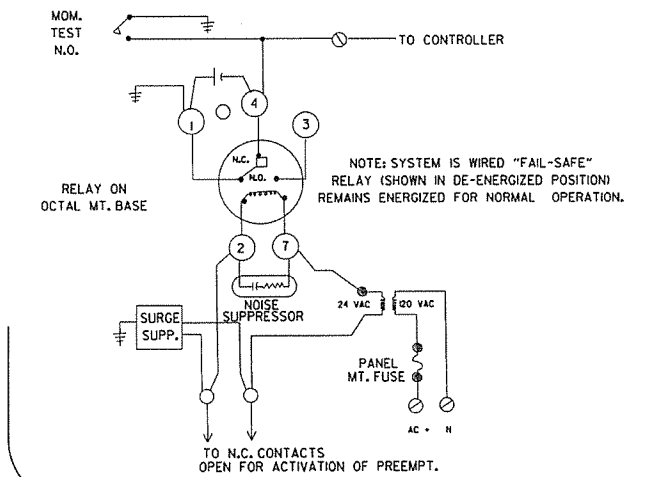 MOM.
TEST
N.O.
TO CONTROLLER
1
4
3
N.C.
N.O.
RELAY ON
OCTAL MT. BASE
NOTE: SYSTEM IS WIRED "FAIL-SAFE"
RELAY (SHOWN IN DE-ENERGIZED POSITION)
REMAINS ENERGIZED FOR NORMAL OPERATION.
2
7
NOISE
SUPPRESSOR
24 VAC
120 VAC
SURGE
SUPP.
PANEL
MT. FUSE
AC +
N
TO N.C. CONTACTS
OPEN FOR ACTIVATION OF PREEMPT.